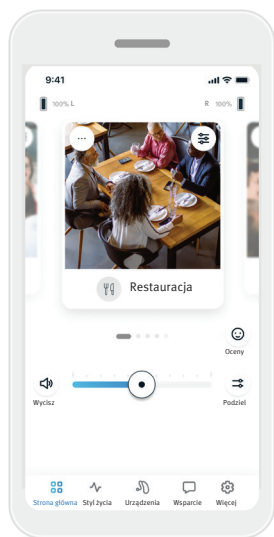 9:41
100% L R 100%
Restauracja
Oceny
Wycisz Podziel
Strona główna Styl życia Urządzenia Wsparcie Więcej